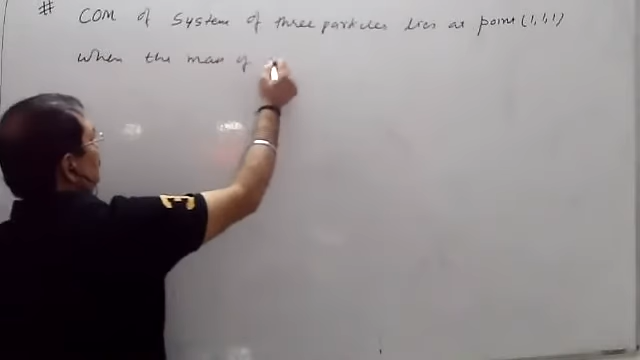 # COM of System of three particles lies at point (1,1,1)
When the mass of